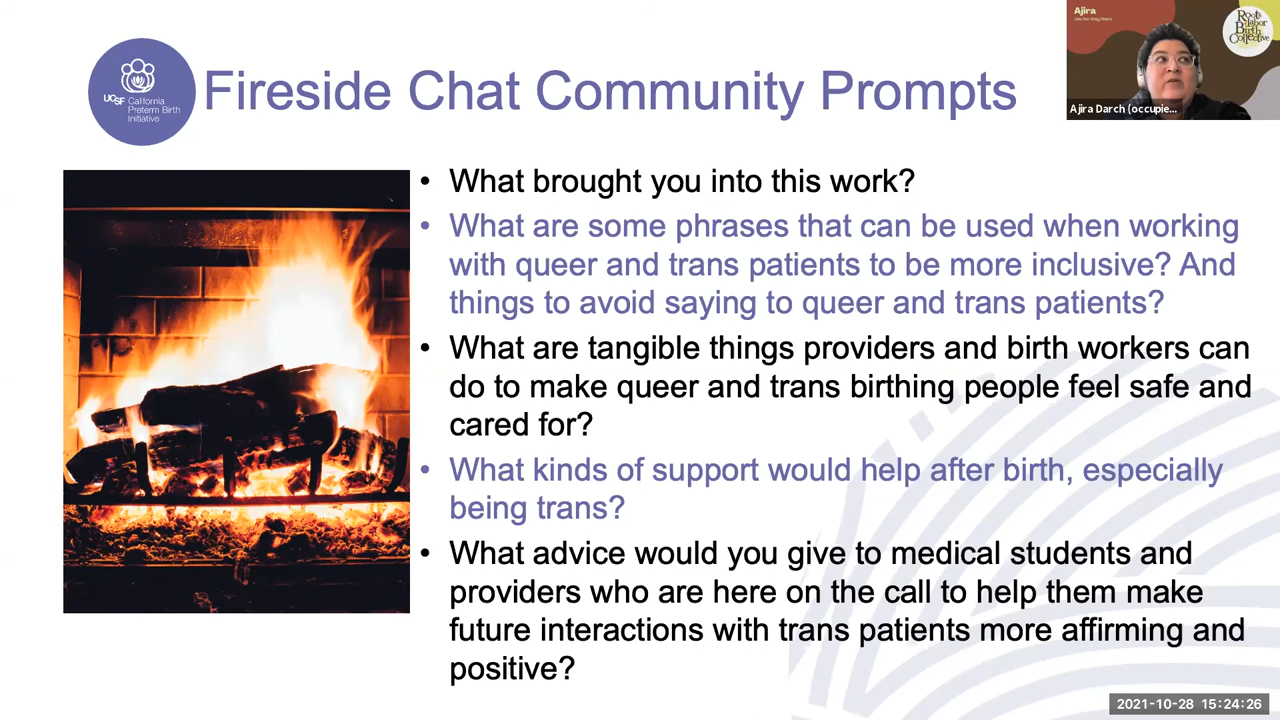 UCSF California
Preterm Birth
Initiative
Fireside Chat Community Prompts
Ajira
Roots
Labor
Birth
Collective
Ajira Darch (occupie...
• What brought you into this work?
• What are some phrases that can be used when working
with queer and trans patients to be more inclusive? And
things to avoid saying to queer and trans patients?
• What are tangible things providers and birth workers can
do to make queer and trans birthing people feel safe and
cared for?
• What kinds of support would help after birth, especially
being trans?
• What advice would you give to medical students and
providers who are here on the call to help them make
future interactions with trans patients more affirming and
positive?
2021-10-28 15:24:26